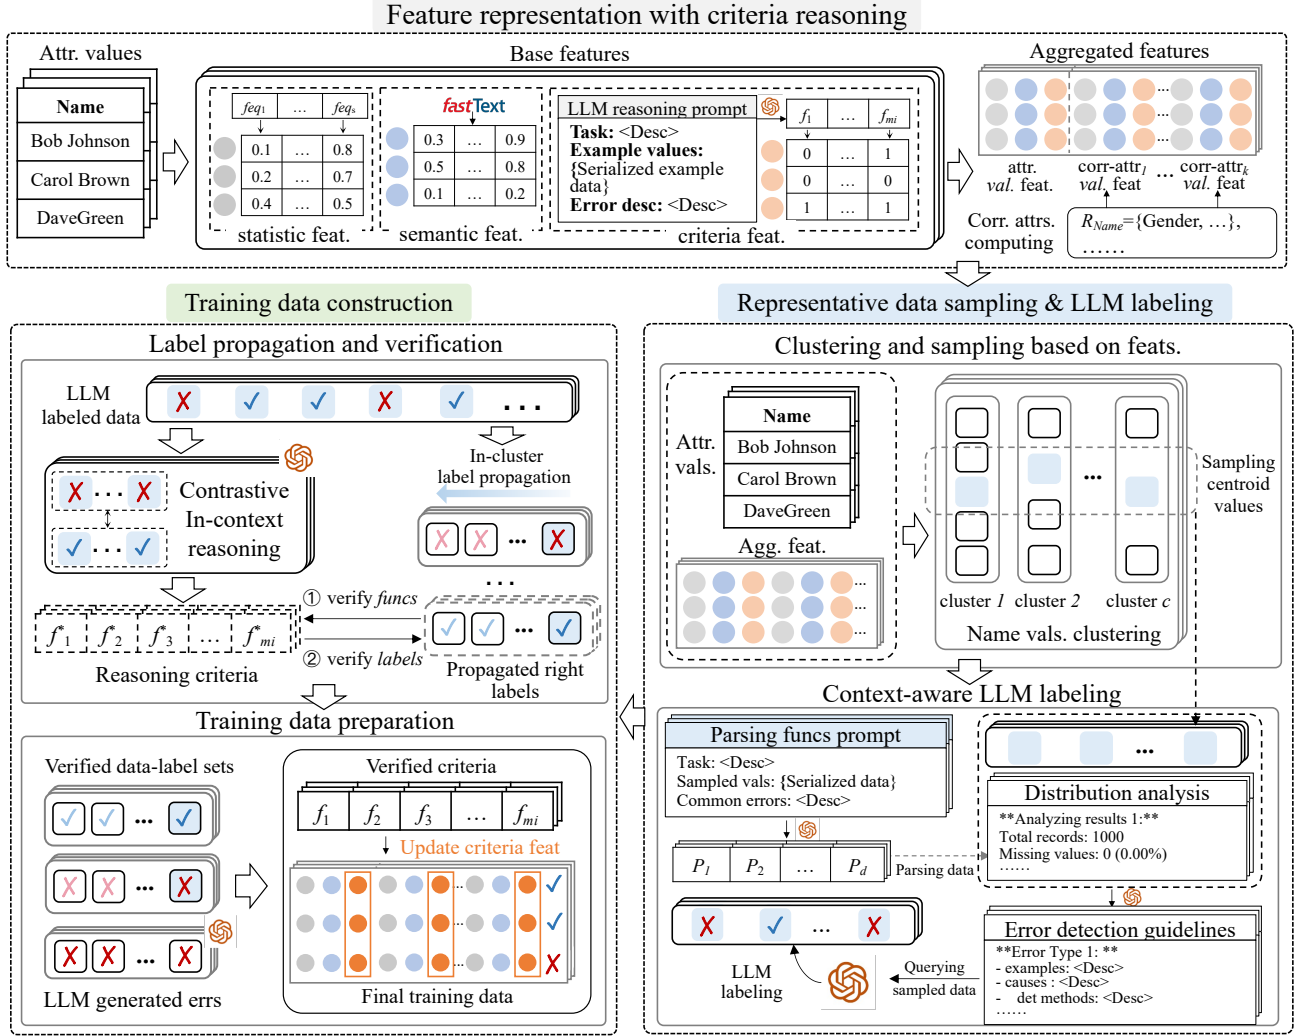 Feature representation with criteria reasoning
Attr. values
Name
Bob Johnson
Carol Brown
DaveGreen
Base features
feq1 … feqs
0.1 … 0.8
0.2 … 0.7
0.4 … 0.5
statistic feat.
fastText
0.3 … 0.9
0.5 … 0.8
0.1 … 0.2
semantic feat.
LLM reasoning prompt
Task: <Desc>
Example values:
{Serialized example
data}
Error desc: <Desc>
f1 … fmi
0 … 1
0 … 0
1 … 1
criteria feat.
Aggregated features
...
attr. corr-attr1 … corr-attrk
val. feat. val. feat val. feat
Corr. attrs.
computing
RName={Gender, …},
……
Training data construction
Label propagation and verification
LLM
labeled data
✗ ✓ ✓ ✗ ✓ ...
Contrastive
In-context
reasoning
✗ ... ✗
✓ ... ✓
In-cluster
label propagation
✗ ✗ ... ✗
...
✓ ✓ ... ✓
① verify funcs
② verify labels
f*1 f*2 f*3 … f*mi
Reasoning criteria
Propagated right
labels
Training data preparation
Verified data-label sets
✓ ✓ ... ✓
✗ ✗ ... ✗
✗ ✗ ... ✗
LLM generated errs
Verified criteria
f1 f2 f3 … fmi
Update criteria feat
... ✓
... ✓
... ✗
Final training data
Representative data sampling & LLM labeling
Clustering and sampling based on feats.
Attr.
vals.
Name
Bob Johnson
Carol Brown
DaveGreen
Agg. feat.
...
...
...
...
cluster 1 cluster 2 cluster c
Name vals. clustering
Sampling
centroid
values
Context-aware LLM labeling
Parsing funcs prompt
Task: <Desc>
Sampled vals: {Serialized data}
Common errors: <Desc>
P1 P2 … Pd
Parsing data
...
Distribution analysis
**Analyzing results 1:**
Total records: 1000
Missing values: 0 (0.00%)
……
Error detection guidelines
**Error Type 1: **
- examples: <Desc>
- causes : <Desc>
- det methods: <Desc>
……
✗ ✓ ... ✗
LLM
labeling
Querying
sampled data